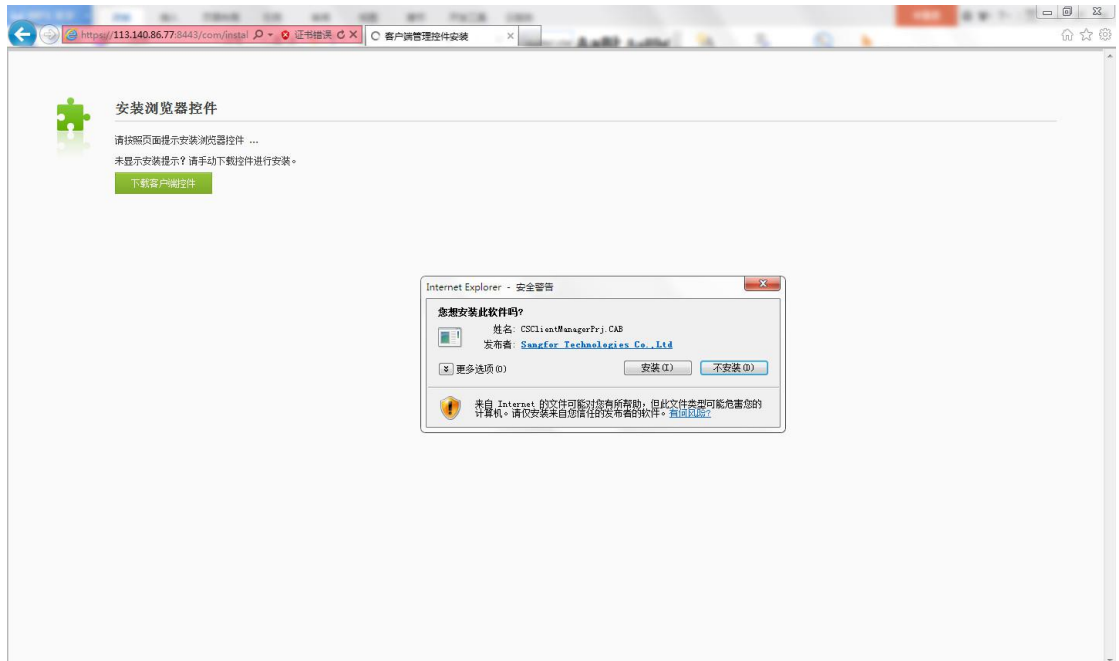 https://113.140.86.77:8443/com/instal 证书错误 客户端管理控件安装
安装浏览器控件
请按照页面提示安装浏览器控件 ...
未显示安装提示？请手动下载控件进行安装。
下载客户端控件
Internet Explorer - 安全警告
您想安装此软件吗?
姓名: CSClientManagerPrj.CAB
发布者: Sangfor Technologies Co.,Ltd
更多选项(O)
安装(I)
不安装(D)
来自 Internet 的文件可能对您有所帮助，但此文件类型可能危害您的
计算机。请仅安装来自您信任的发布者的软件。有何风险?